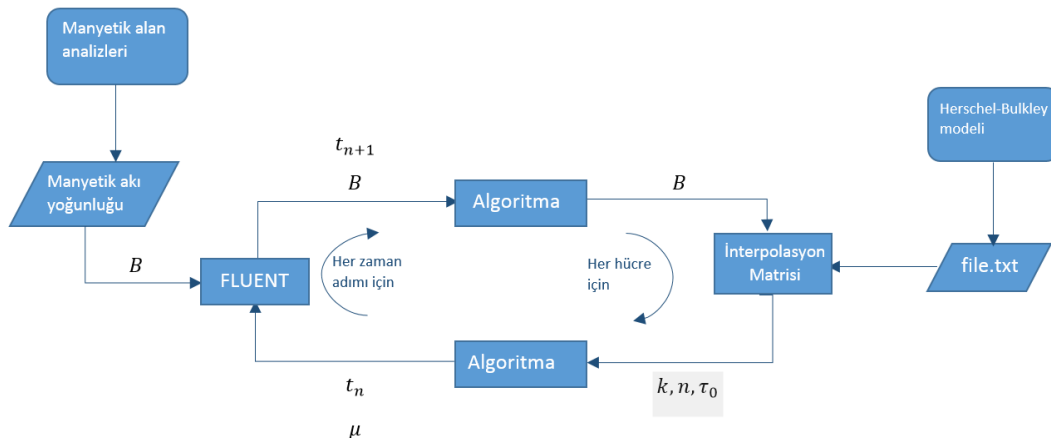 Manyetik alan
analizleri
Manyetik akı
yoğunluğu
B
FLUENT
t_{n+1}
B
Algoritma
B
Her zaman
adımı için
Her hücre
için
İnterpolasyon
Matrisi
Herschel-Bulkley
modeli
file.txt
Algoritma
k, n, τ₀
t_n
μ